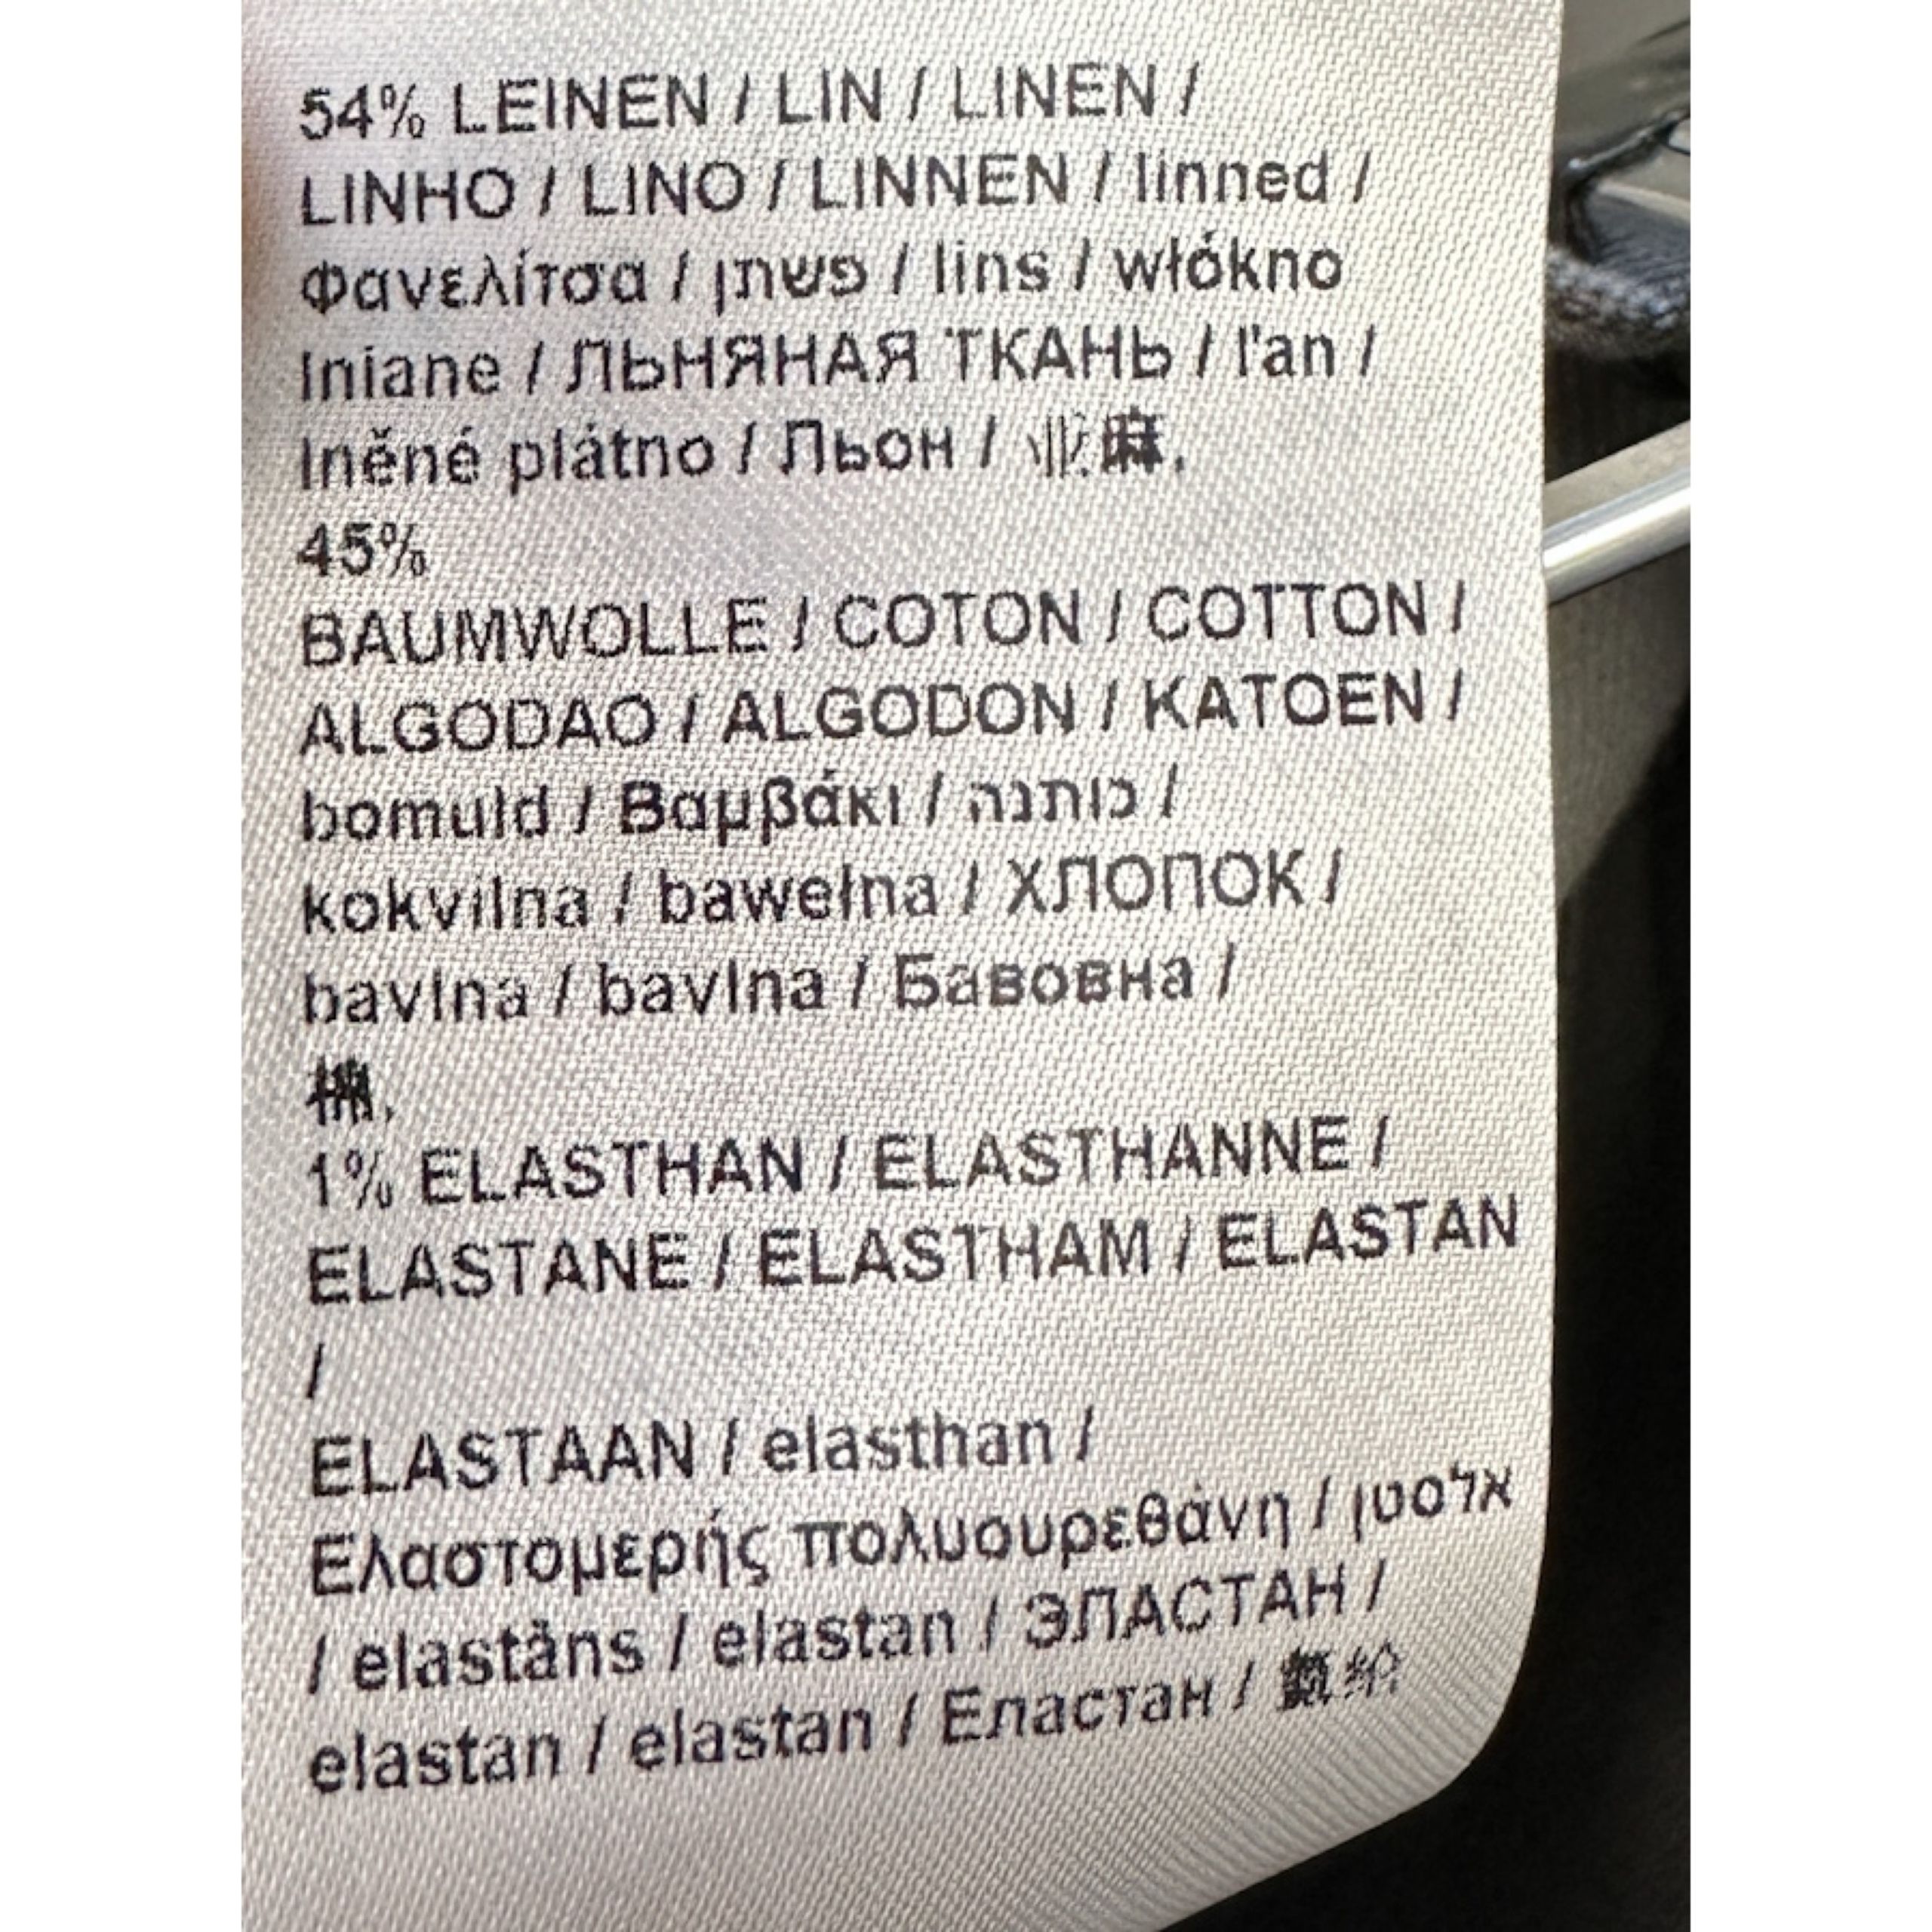 54% LEINEN / LIN / LINEN /
LINHO / LINO / LINNEN / linned /
Φανελίτσα / פשתן / lins / włókno
lniane / ЛЬНЯНАЯ ТКАНЬ / l'an /
lněné plátno / Льон / 亚麻,
45%
BAUMWOLLE / COTON / COTTON /
ALGODAO / ALGODON / KATOEN /
bomuld / Βαμβάκι / כותנה /
kokvilna / bawełna / ХЛОПОК /
bavlna / bavlna / Бавовна /
棉,
1% ELASTHAN / ELASTHANNE /
ELASTANE / ELASTHAM / ELASTAN
/
ELASTAAN / elasthan /
Ελαστομερής πολυουρεθάνη / אלסטן
/ elastāns / elastan / ЭЛАСТАН /
elastan / elastan / Еластан /